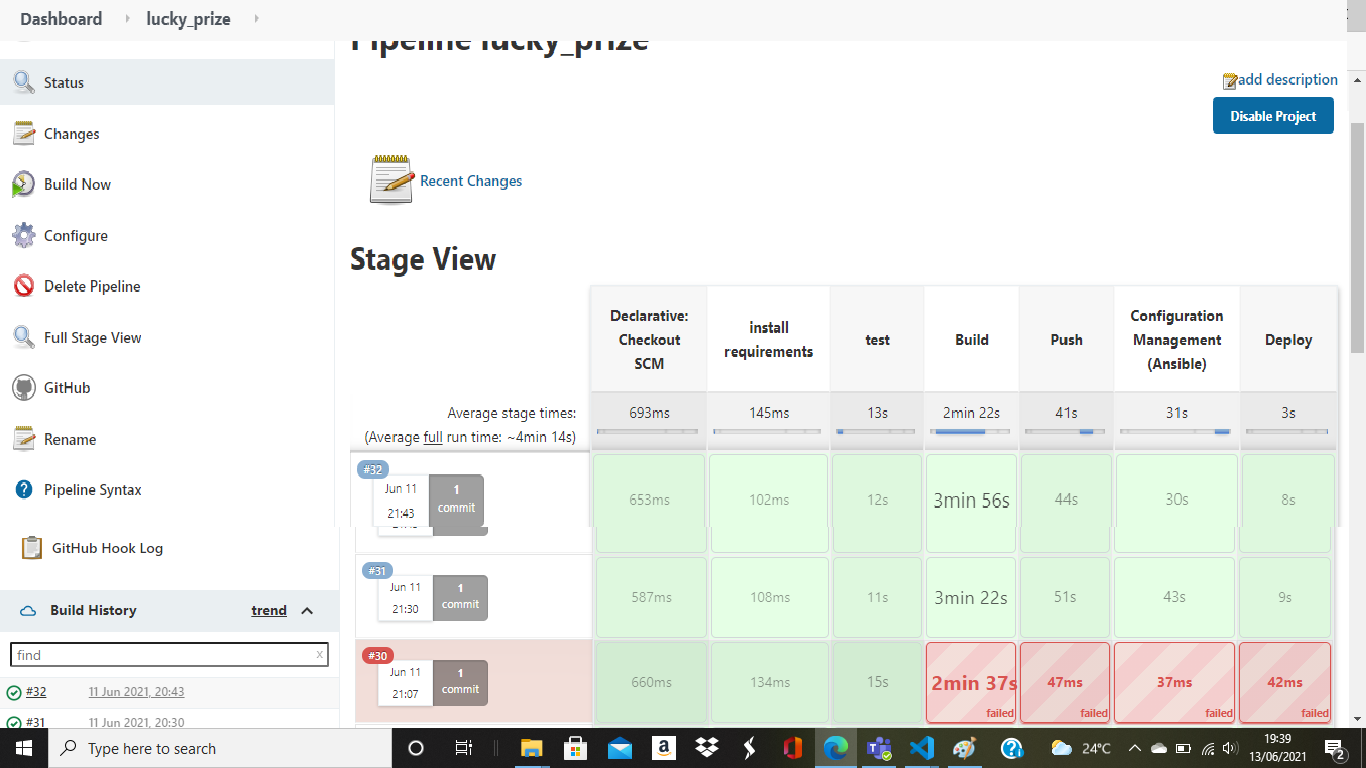 Dashboard
lucky_prize
Pipeline lucky_prize
Status
add description
Disable Project
Changes
Build Now
Recent Changes
Configure
Stage View
Delete Pipeline
Full Stage View
GitHub
Rename
Pipeline Syntax
GitHub Hook Log
Declarative: Checkout SCM
install requirements
test
Build
Push
Configuration Management (Ansible)
Deploy
Average stage times: 693ms 145ms 13s 2min 22s 41s 31s 3s
(Average full run time: ~4min 14s)
#32
Jun 11
21:43
1
commit
653ms 102ms 12s 3min 56s 44s 30s 8s
#31
Jun 11
21:30
1
commit
587ms 108ms 11s 3min 22s 51s 43s 9s
#30
Jun 11
21:07
1
commit
660ms 134ms 15s 2min 37s 47ms 37ms 42ms
failed failed failed failed
Build History
trend
find
x
#32 11 Jun 2021, 20:43
#31 11 Jun 2021, 20:30
Type here to search
a
24°C
19:39
13/06/2021
2